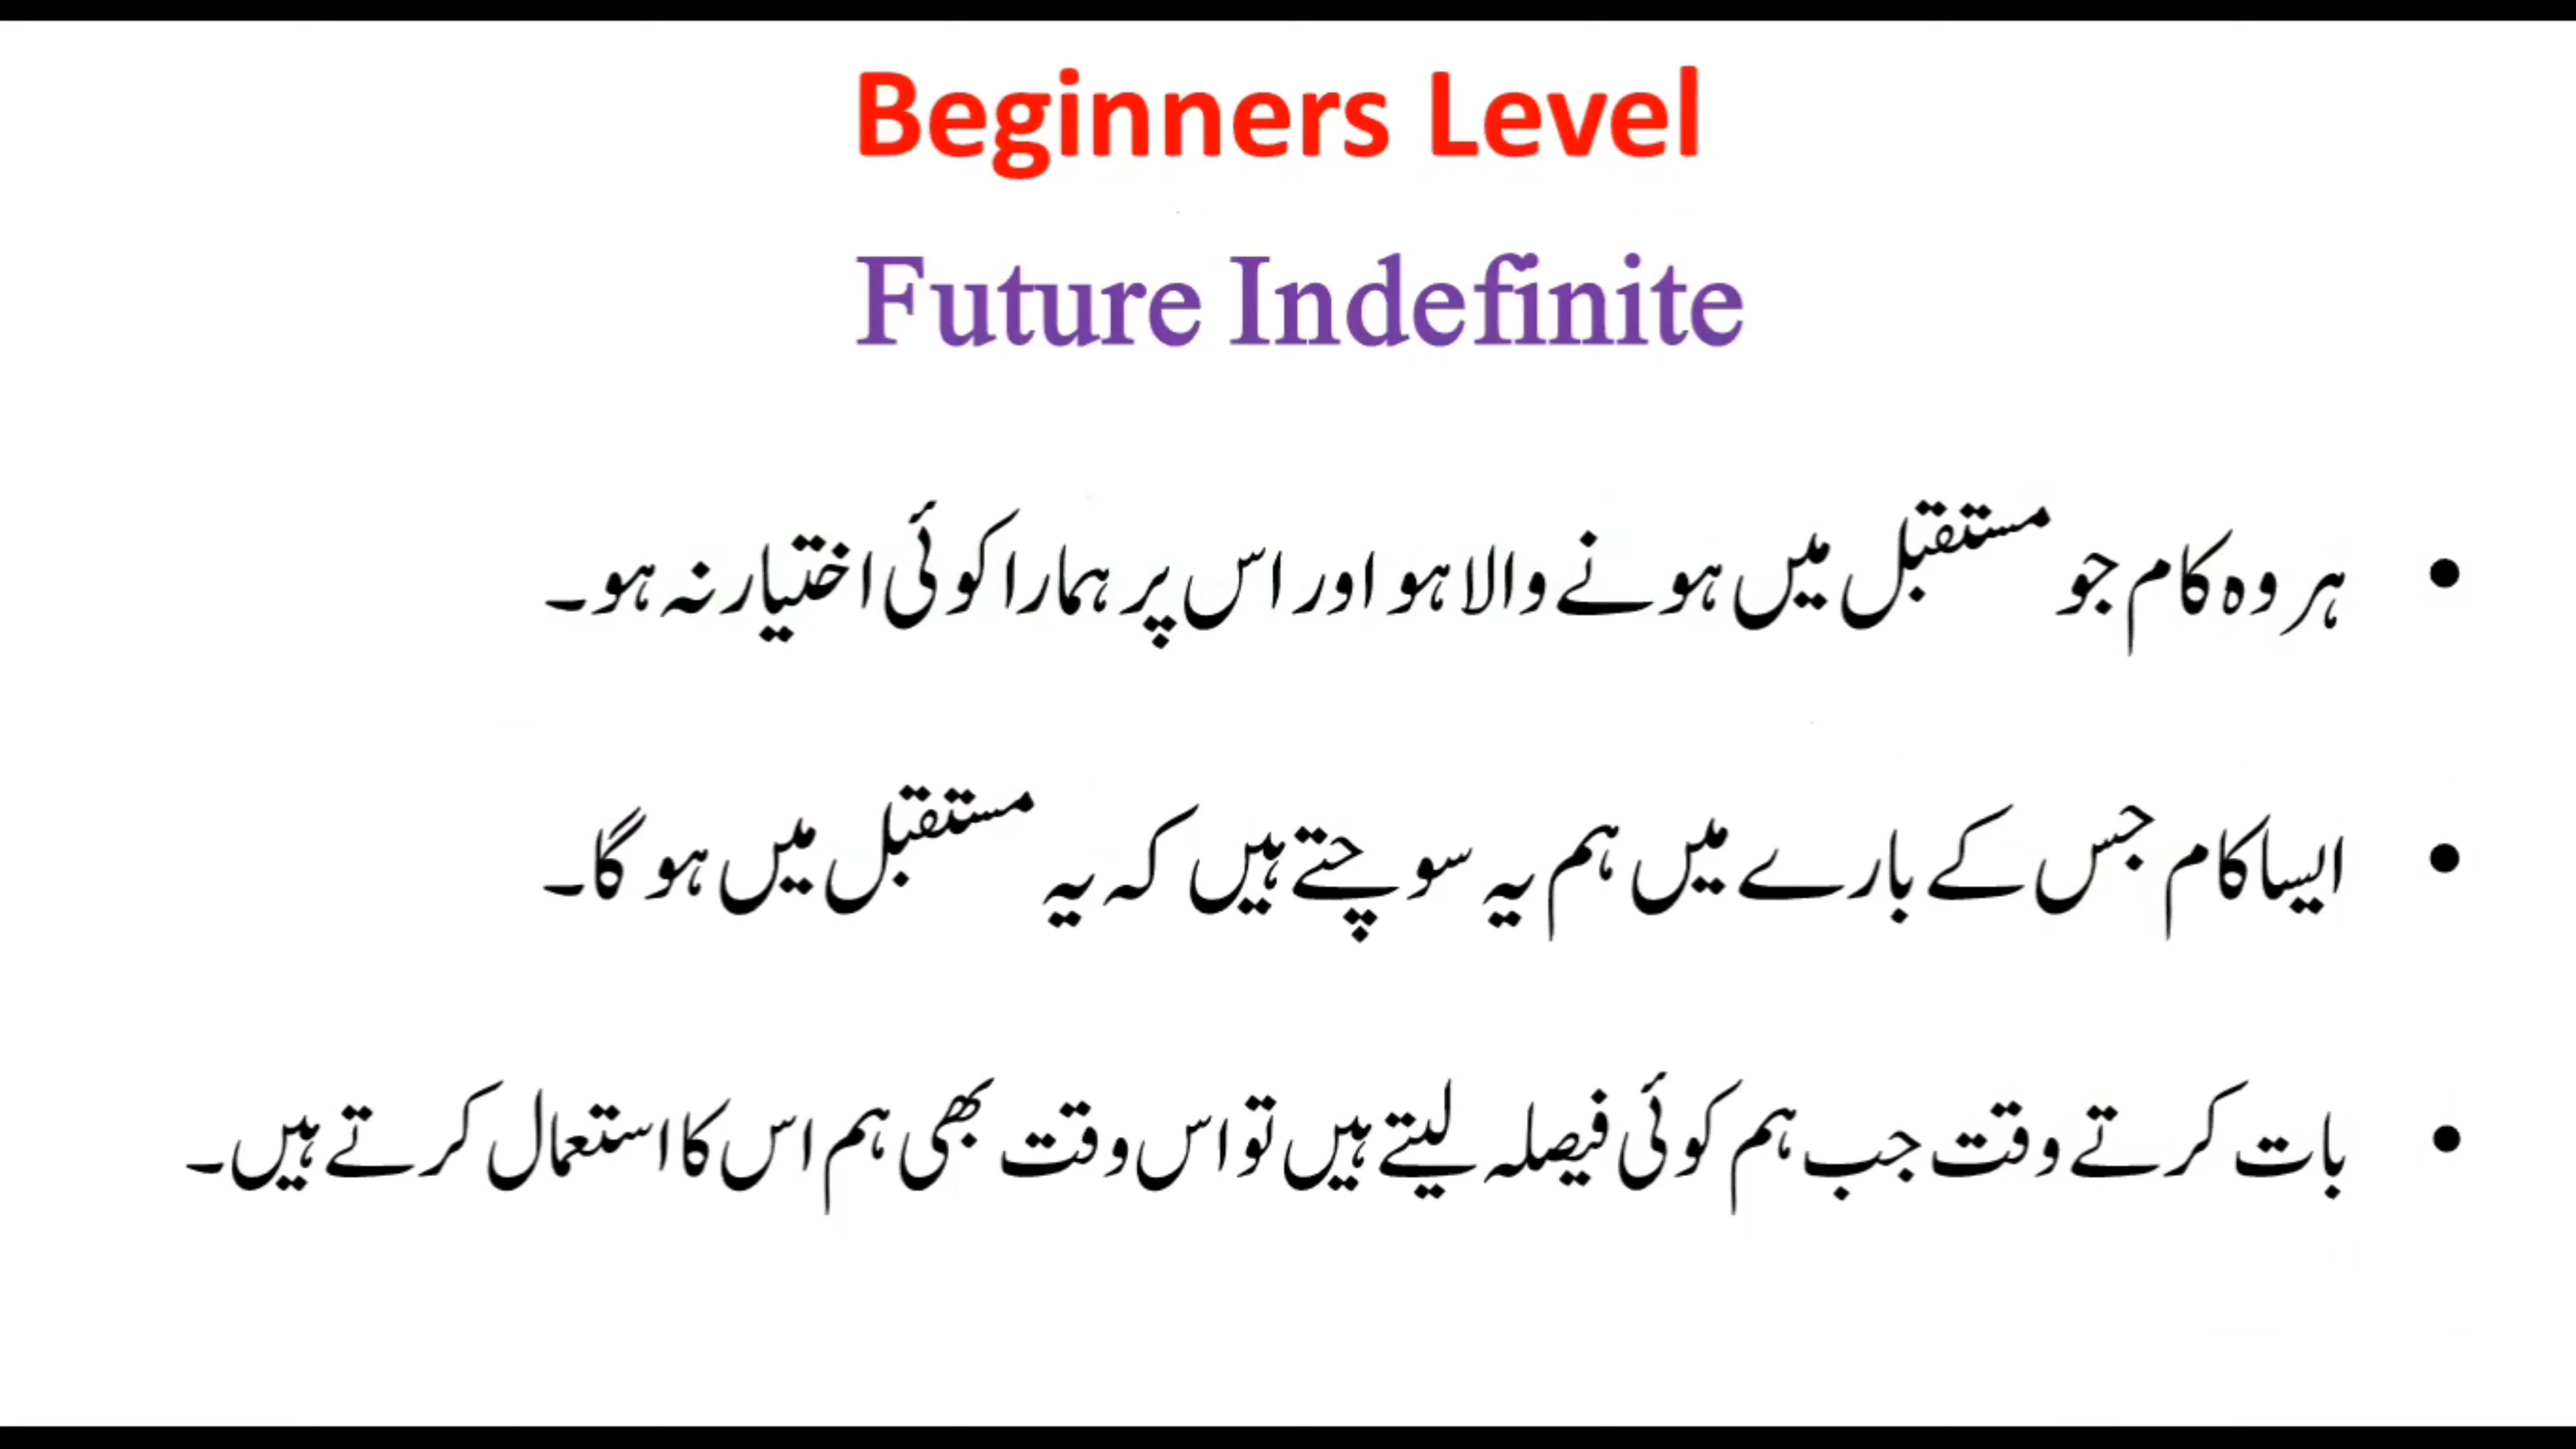 Beginners Level
Future Indefinite
• ہر وہ کام جو مستقبل میں ہونے والا ہو اور اس پر ہمارا کوئی اختیار نہ ہو۔
• ایسا کام جس کے بارے میں ہم یہ سوچتے ہیں کہ یہ مستقبل میں ہو گا۔
• بات کرتے وقت جب ہم کوئی فیصلہ لیتے ہیں تو اس وقت بھی ہم اس کا استعمال کرتے ہیں۔